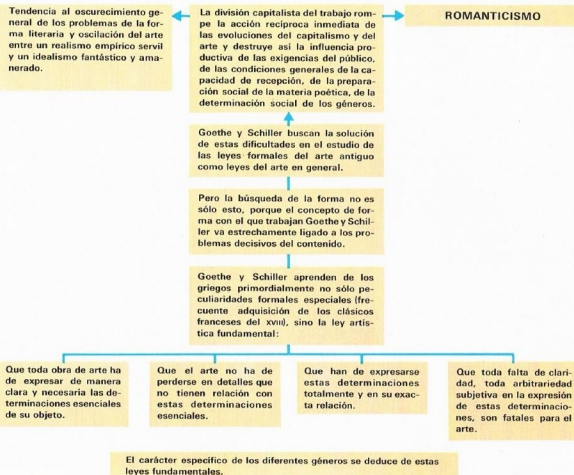 Tendencia al oscurecimiento ge-
neral de los problemas de la for-
ma literaria y oscilación del arte
entre un realismo empírico servil
y un idealismo fantástico y ama-
nerado.
La división capitalista del trabajo rom-
pe la acción recíproca inmediata de
las evoluciones del capitalismo y del
arte y destruye así la influencia pro-
ductiva de las exigencias del público,
de las condiciones generales de la ca-
pacidad de recepción, de la prepara-
ción social de la materia poética, de la
determinación social de los géneros.
ROMANTICISMO
Goethe y Schiller buscan la solución
de estas dificultades en el estudio de
las leyes formales del arte antiguo
como leyes del arte en general.
Pero la búsqueda de la forma no es
sólo esto, porque el concepto de for-
ma con el que trabajan Goethe y Schi-
ller va estrechamente ligado a los pro-
blemas decisivos del contenido.
Goethe y Schiller aprenden de los
griegos primordialmente no sólo pe-
culiaridades formales especiales (fre-
cuente adquisición de los clásicos
franceses del XVIII), sino la ley artís-
tica fundamental:
Que toda obra de arte ha
de expresar de manera
clara y necesaria las de-
terminaciones esenciales
de su objeto.
Que el arte no ha de
perderse en detalles que
no tienen relación con
estas determinaciones
esenciales.
Que han de expresarse
estas determinaciones
totalmente y en su exac-
ta relación.
Que toda falta de clari-
dad, toda arbitrariedad
subjetiva en la expresión
de estas determinacio-
nes, son fatales para el
arte.
El carácter específico de los diferentes géneros se deduce de estas
leyes fundamentales.